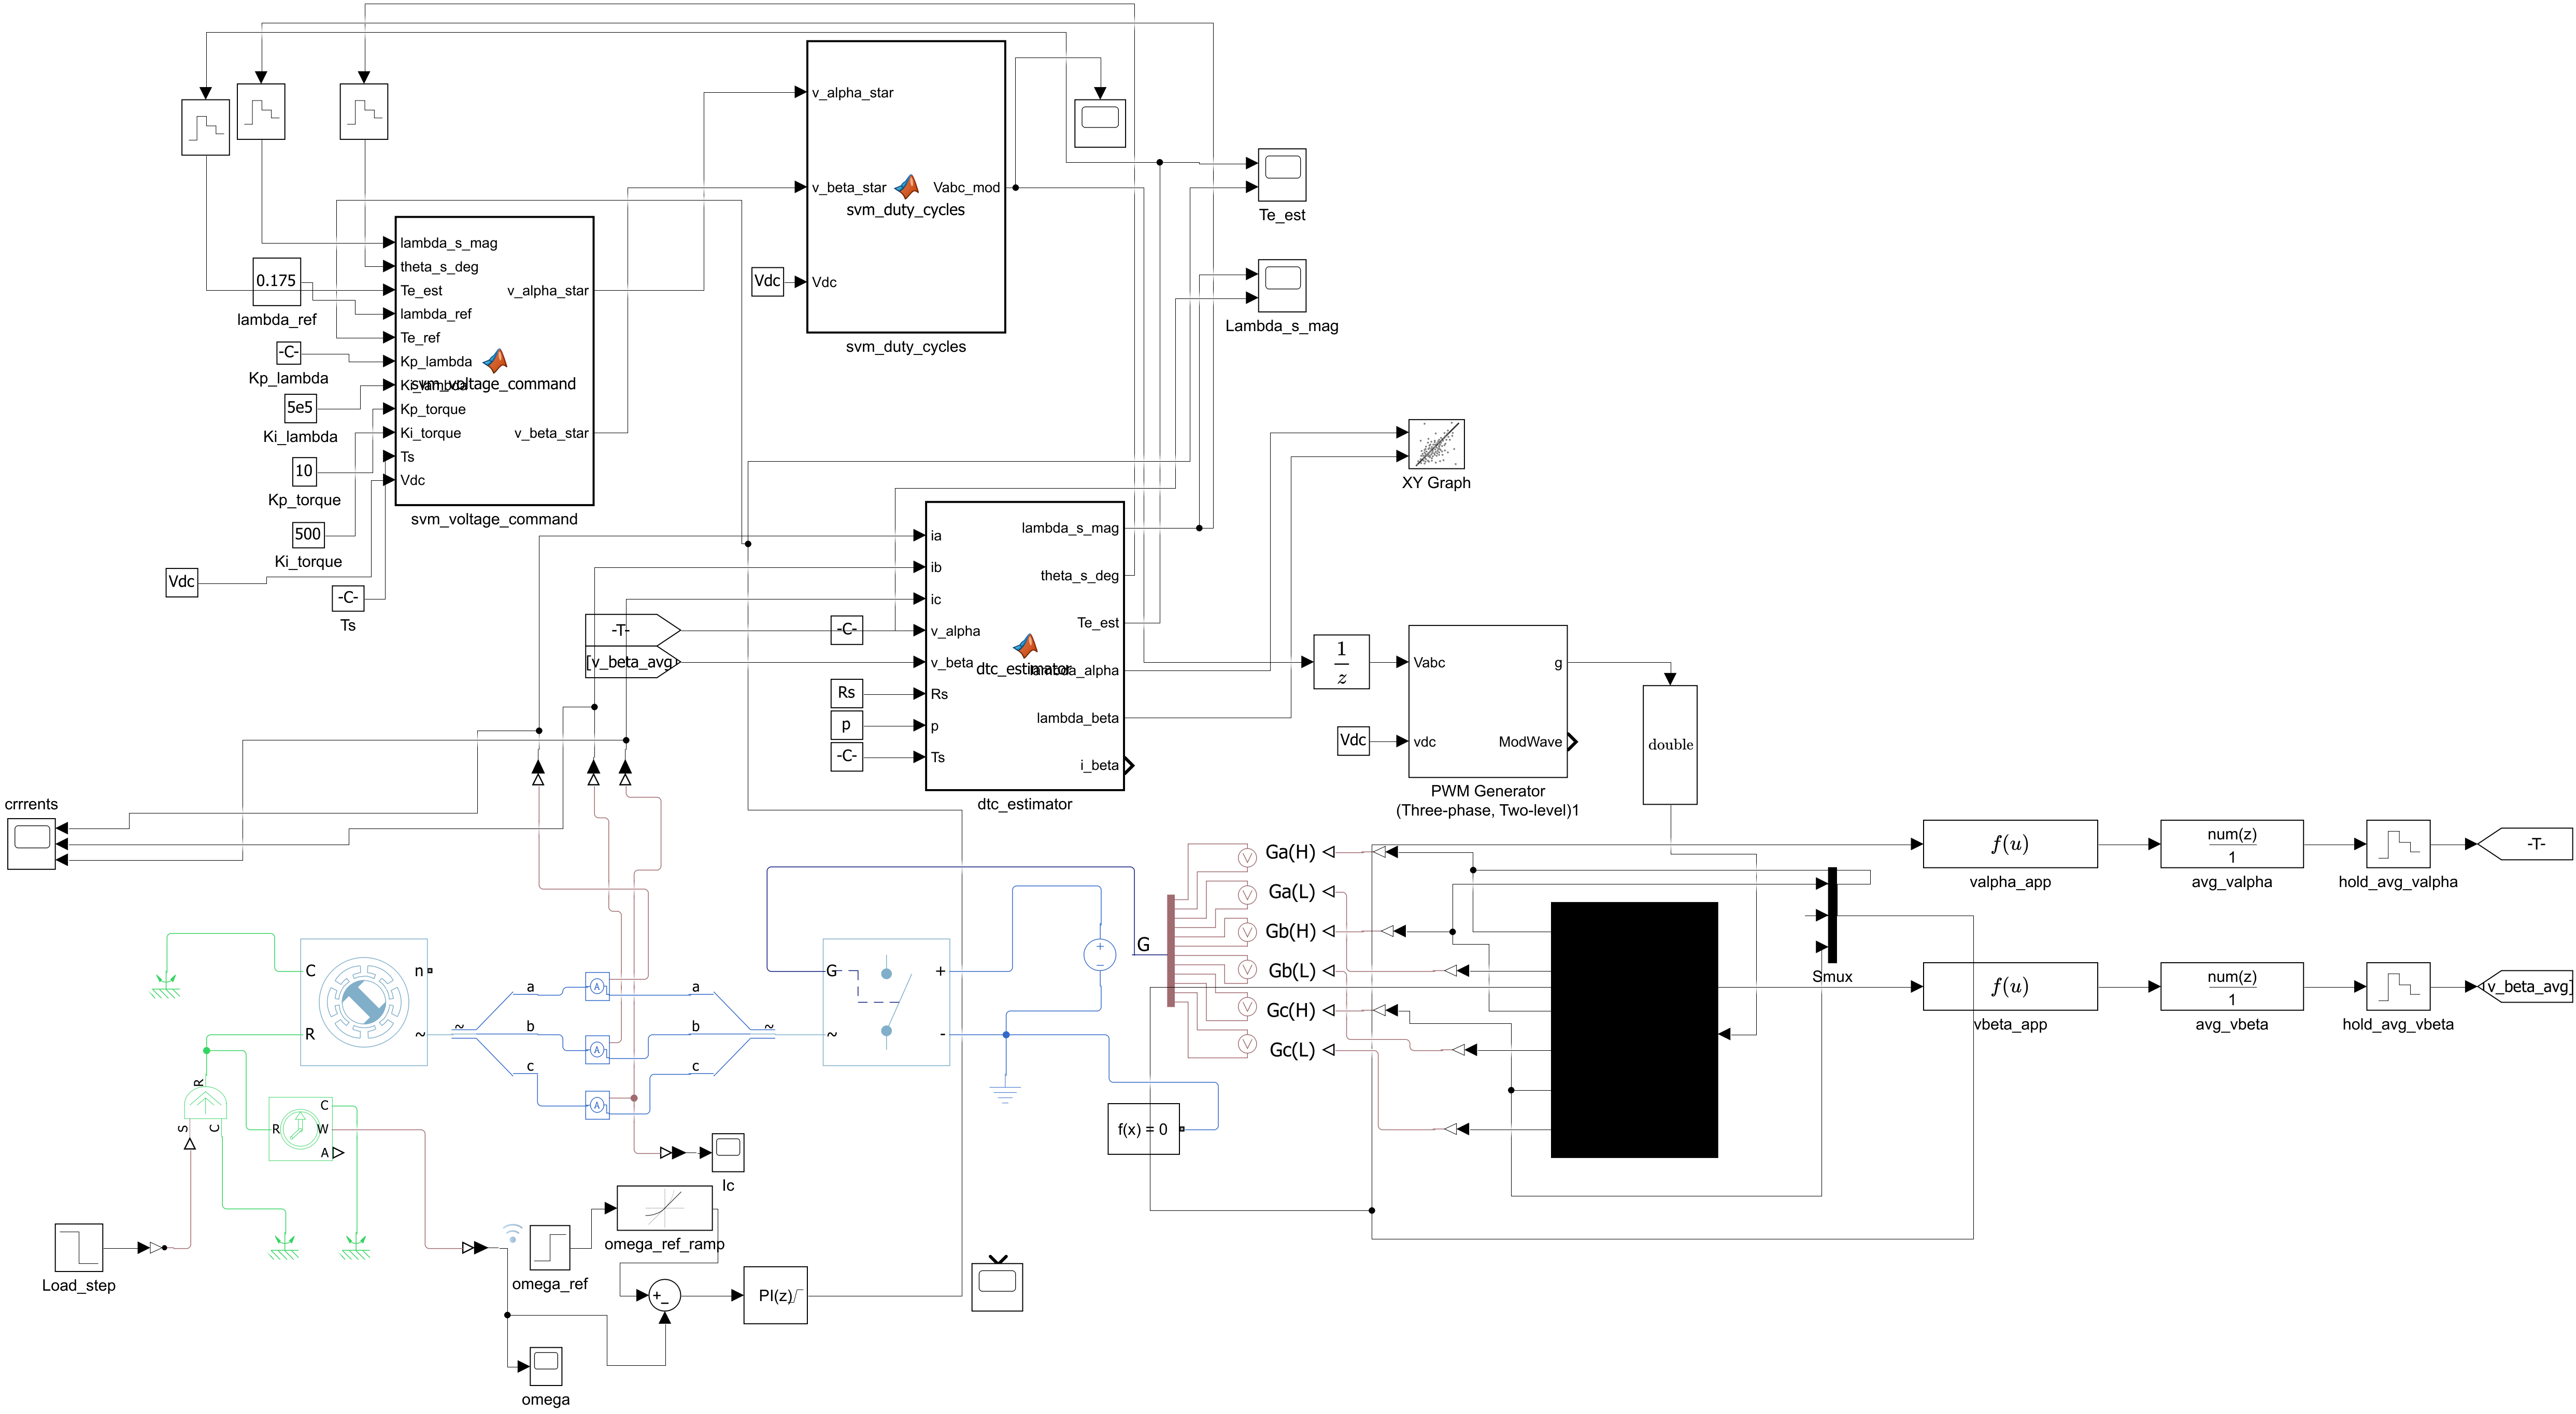 v_alpha_star
v_beta_star
Vabc_mod
svm_duty_cycles
Vdc
Vdc
svm_duty_cycles
Te_est
Lambda_s_mag
lambda_s_mag
theta_s_deg
Te_est
lambda_ref
Te_ref
Kp_lambda
Kp_torque
Ki_torque
Ts
Vdc
v_alpha_star
v_beta_star
svm_voltage_command
svm_voltage_command
0.175
lambda_ref
-C-
Kp_lambda
5e5
Ki_lambda
10
Kp_torque
500
Ki_torque
Vdc
-C-
Ts
XY Graph
ia
ib
ic
v_alpha
v_beta
Rs
p
Ts
lambda_s_mag
theta_s_deg
Te_est
lambda_alpha
lambda_beta
i_beta
dtc_estimator
dtc_estimator
-T-
[v_beta_avg]
-C-
Rs
p
-C-
1
z
Vabc
g
Vdc
vdc
ModWave
PWM Generator
(Three-phase, Two-level)1
double
crrrents
f(u)
valpha_app
num(z)
1
avg_valpha
hold_avg_valpha
-T-
f(u)
vbeta_app
num(z)
1
avg_vbeta
hold_avg_vbeta
[v_beta_avg]
Smux
G
Ga(H)
Ga(L)
Gb(H)
Gb(L)
Gc(H)
Gc(L)
V
V
V
V
V
V
C
n
R
~
~
a
b
c
A
A
A
a
b
c
~
G
+
~
-
+
-
f(x) = 0
R
S
C
R
C
W
A
Ic
Load_step
omega_ref
omega_ref_ramp
+
-
PI(z)
omega